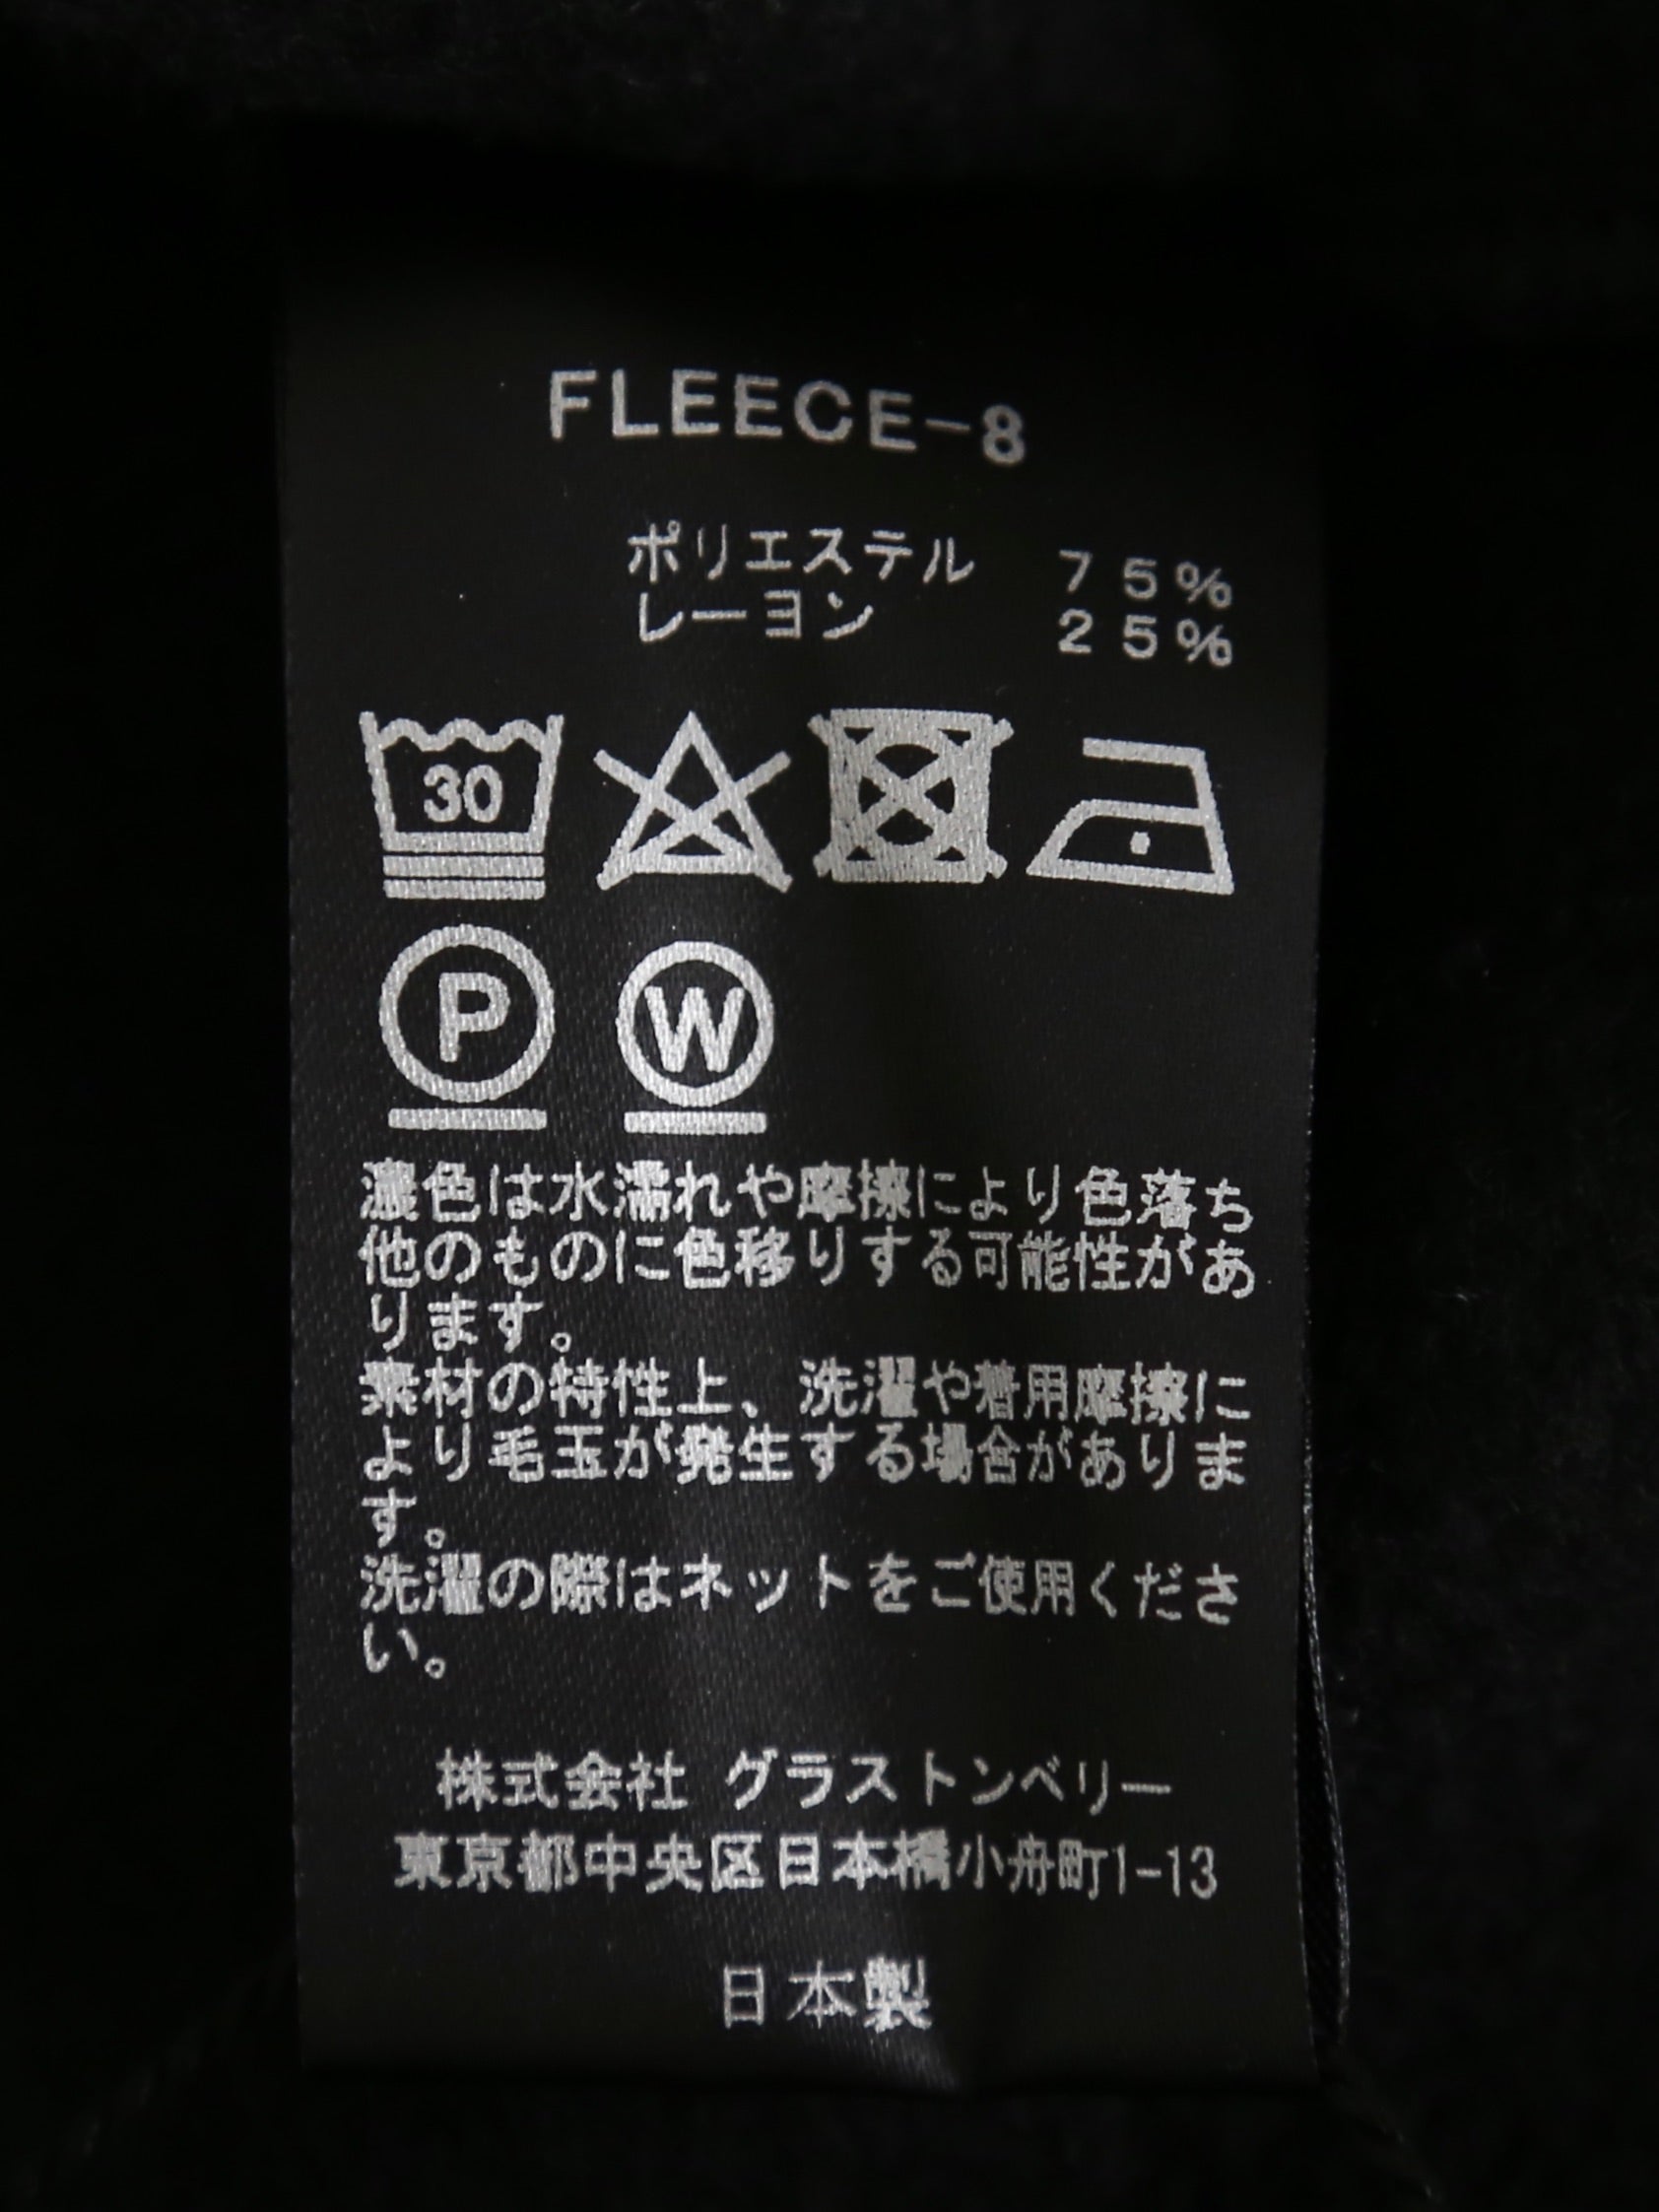 FLEECE-8
ポリエステル 75%
レーヨン 25%
30
P W
濃色は水濡れや摩擦により色落ち
他のものに色移りする可能性があ
ります。
素材の特性上、洗濯や着用摩擦に
より毛玉が発生する場合がありま
す。
洗濯の際はネットをご使用くださ
い。
株式会社 グラストンベリー
東京都中央区日本橋小舟町1-13
日本製